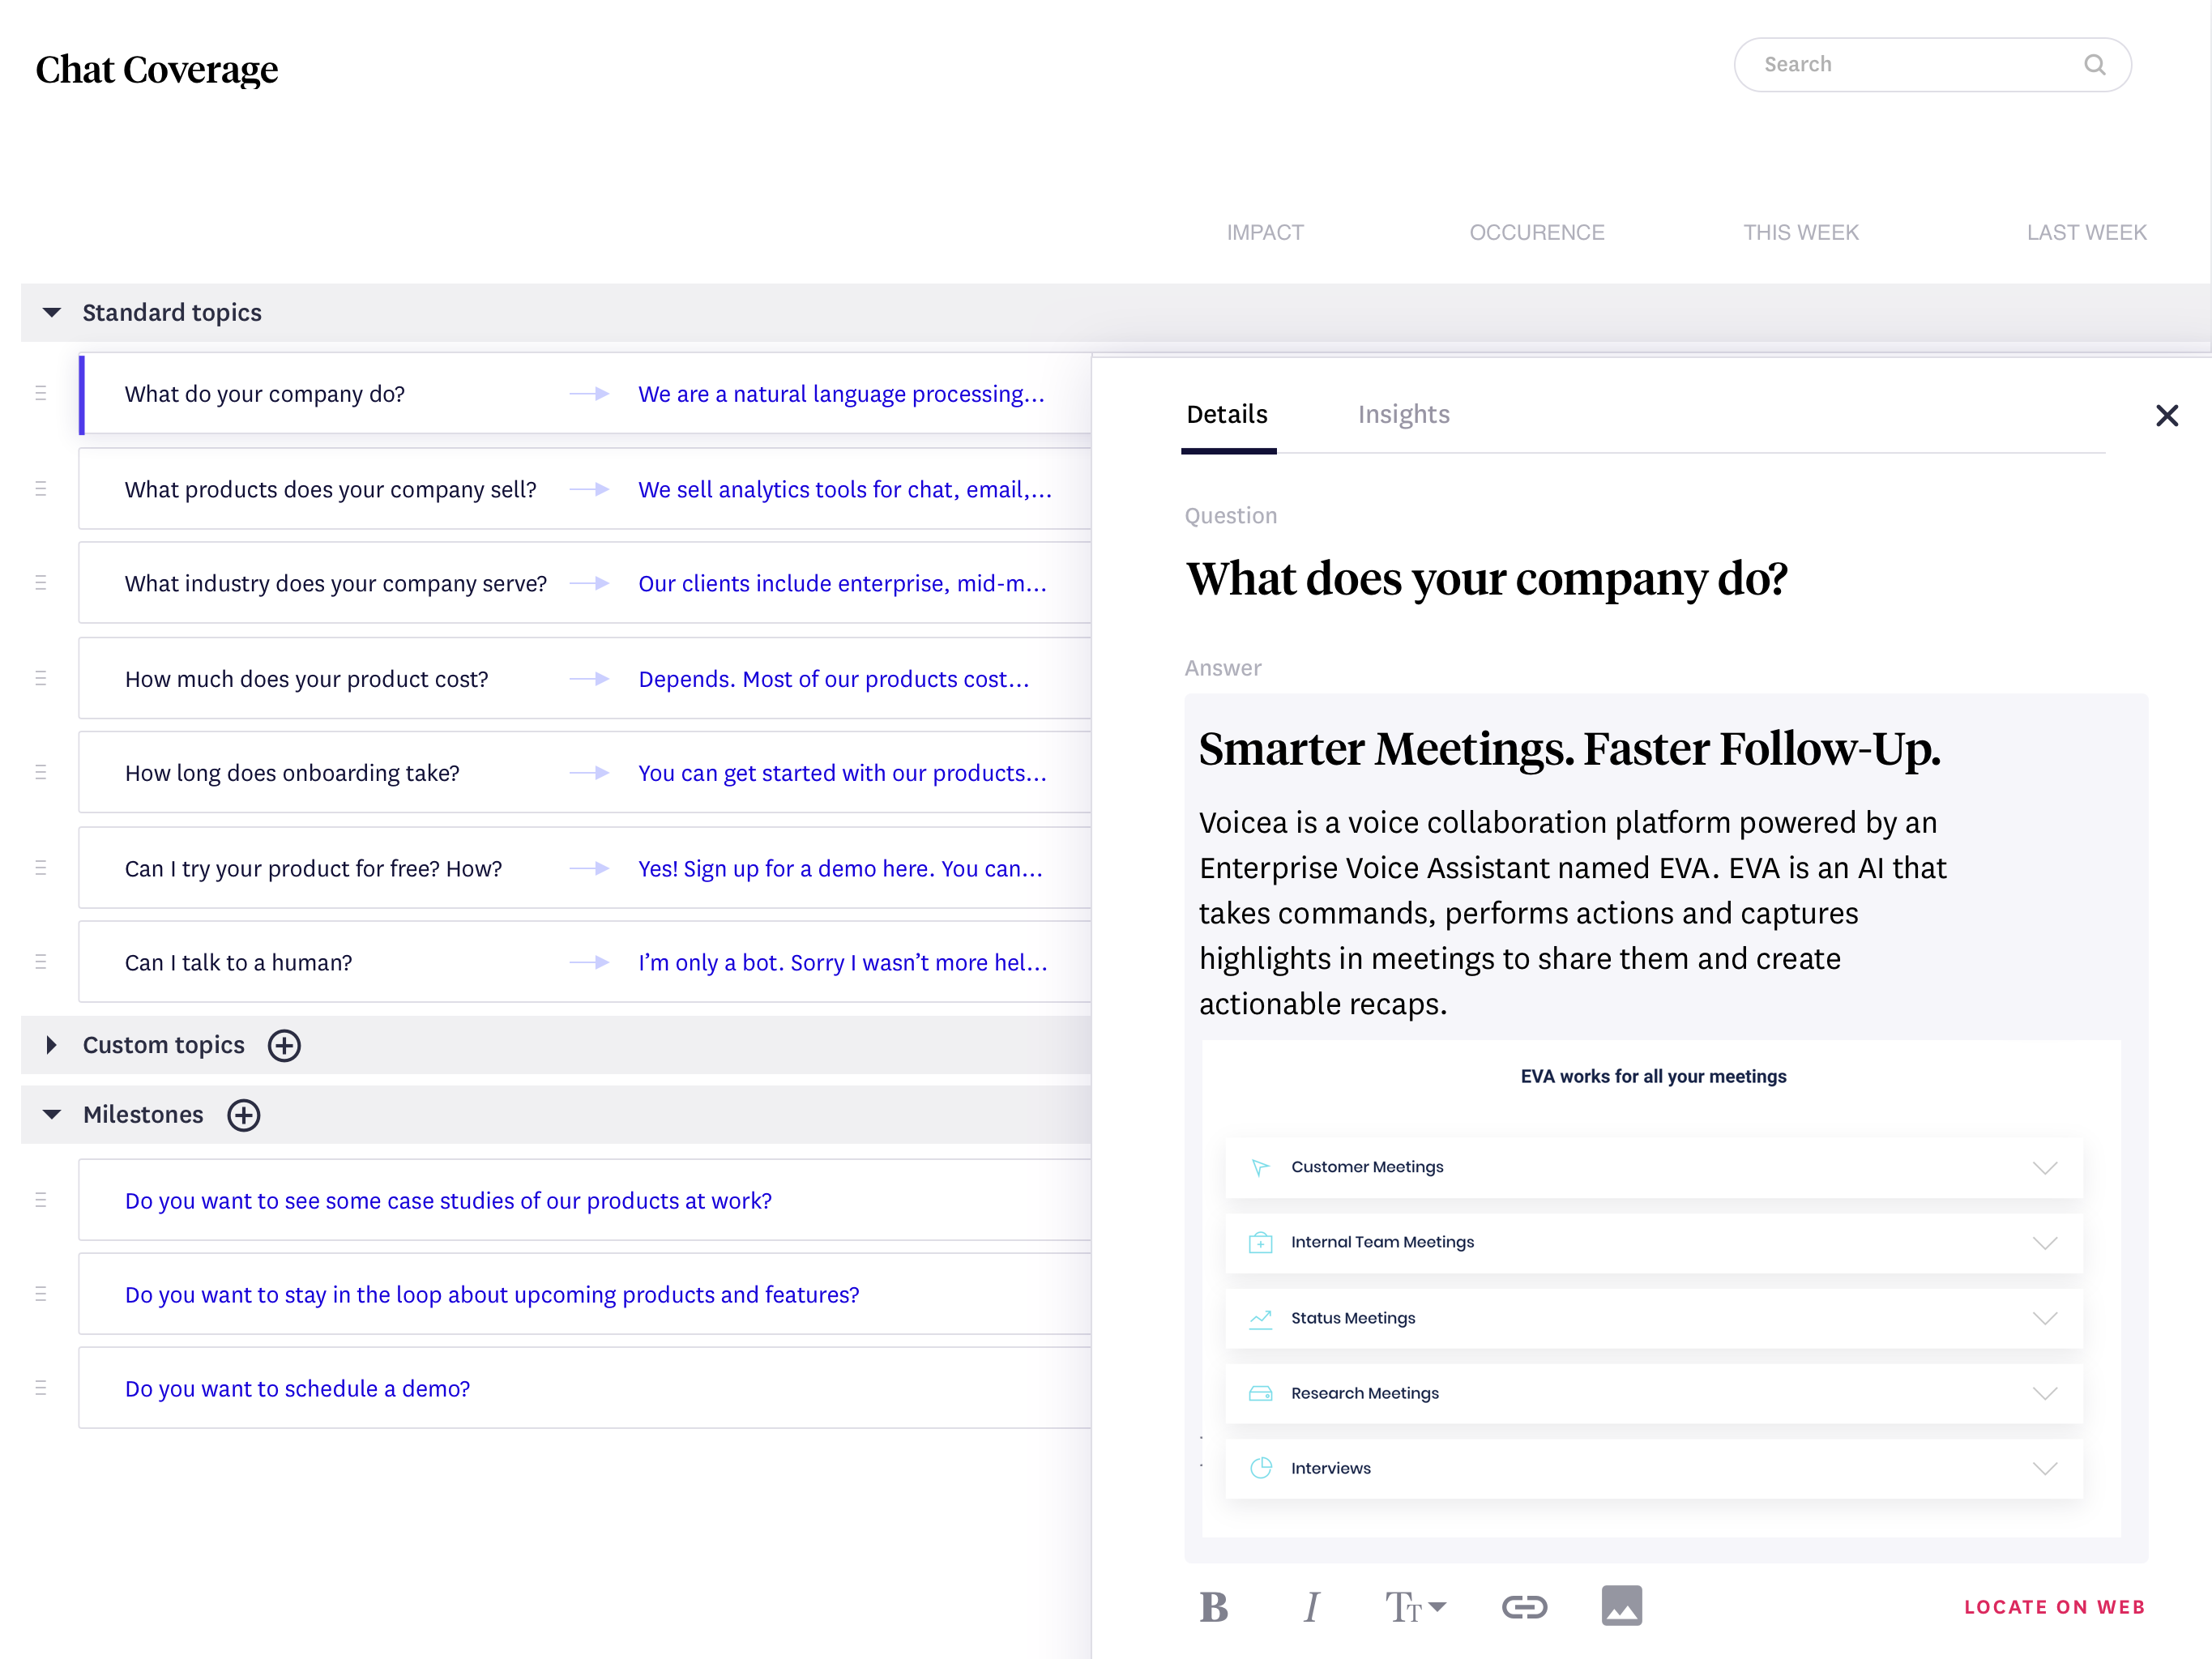 Chat Coverage
Search
IMPACT
OCCURENCE
THIS WEEK
LAST WEEK
Standard topics
What do your company do?
We are a natural language processing...
What products does your company sell?
We sell analytics tools for chat, email,...
What industry does your company serve?
Our clients include enterprise, mid-m...
How much does your product cost?
Depends. Most of our products cost...
How long does onboarding take?
You can get started with our products...
Can I try your product for free? How?
Yes! Sign up for a demo here. You can...
Can I talk to a human?
I’m only a bot. Sorry I wasn’t more hel...
Custom topics
Milestones
Do you want to see some case studies of our products at work?
Do you want to stay in the loop about upcoming products and features?
Do you want to schedule a demo?
Details
Insights
Question
What does your company do?
Answer
Smarter Meetings. Faster Follow-Up.
Voicea is a voice collaboration platform powered by an
Enterprise Voice Assistant named EVA. EVA is an AI that
takes commands, performs actions and captures
highlights in meetings to share them and create
actionable recaps.
EVA works for all your meetings
Customer Meetings
Internal Team Meetings
Status Meetings
Research Meetings
Interviews
B
I
TT
LOCATE ON WEB